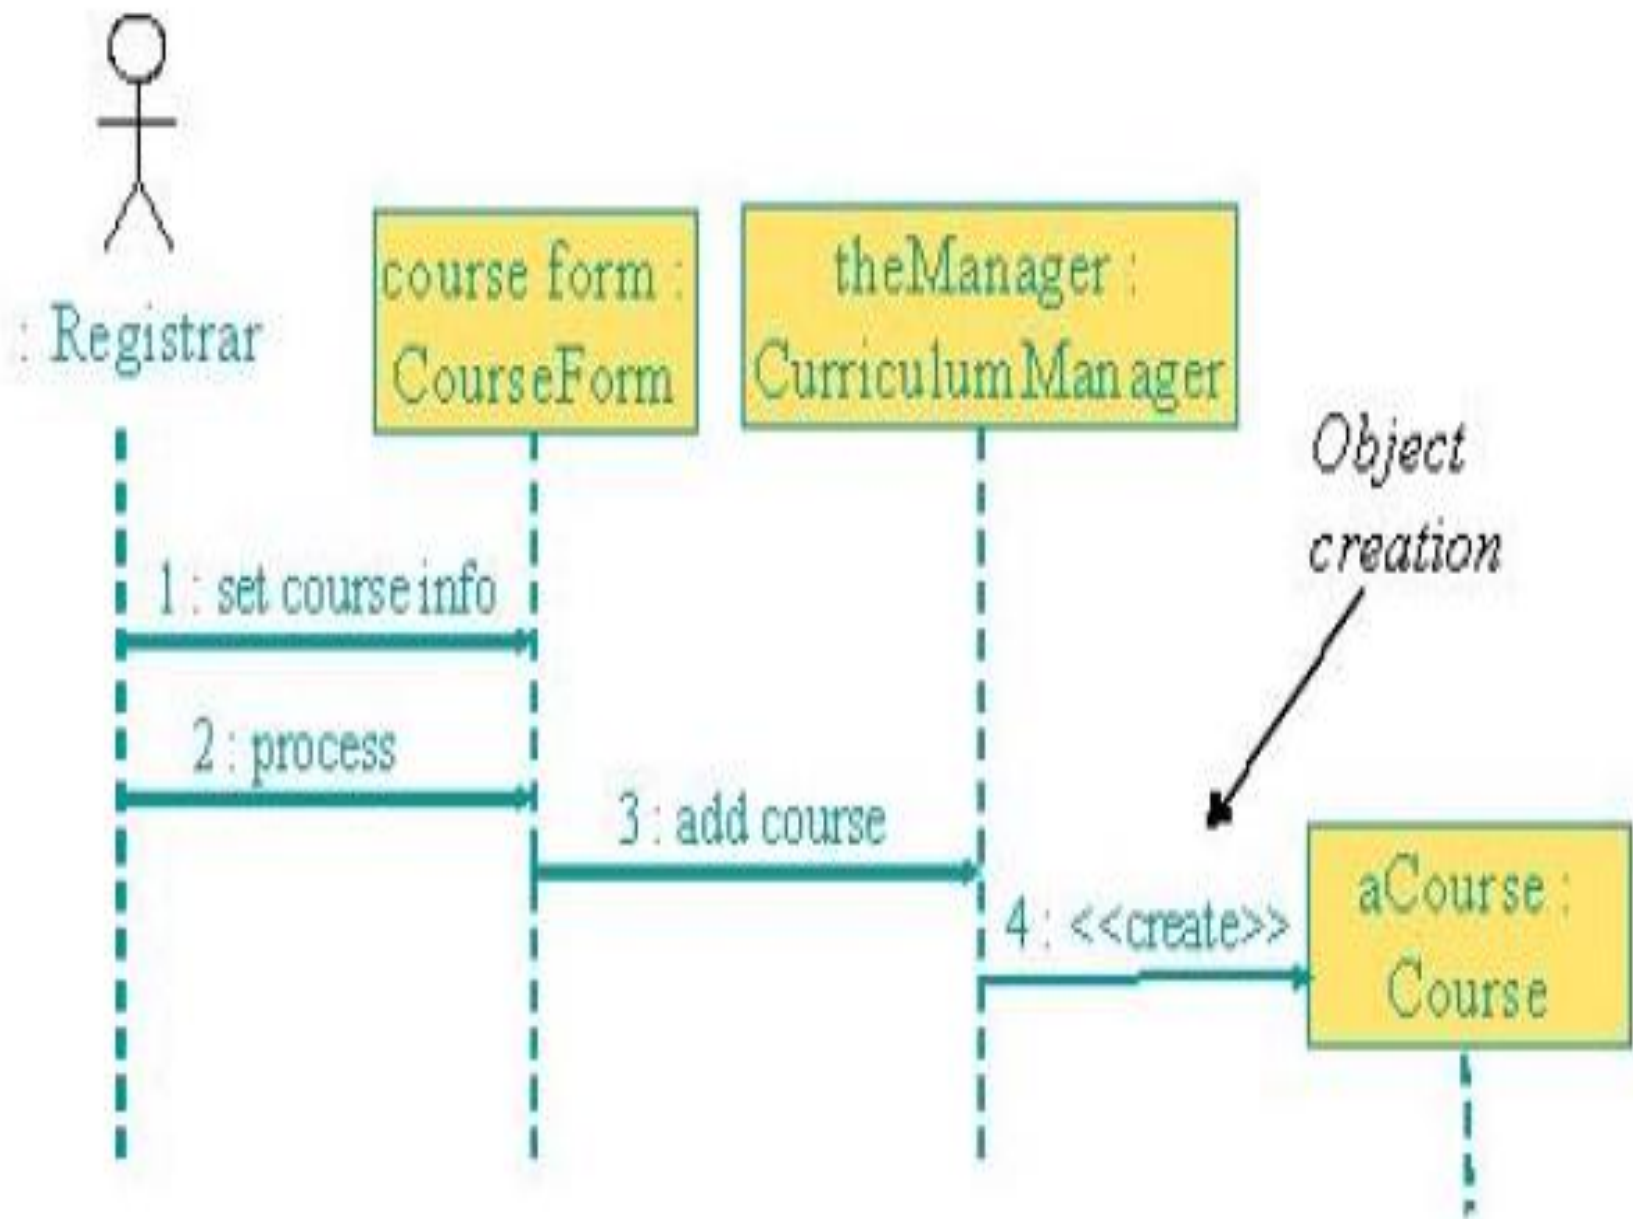 : Registrar
course form :
CourseForm
theManager :
CurriculumManager
Object
creation
1 : set course info
2 : process
3 : add course
4 : <<create>>
aCourse :
Course